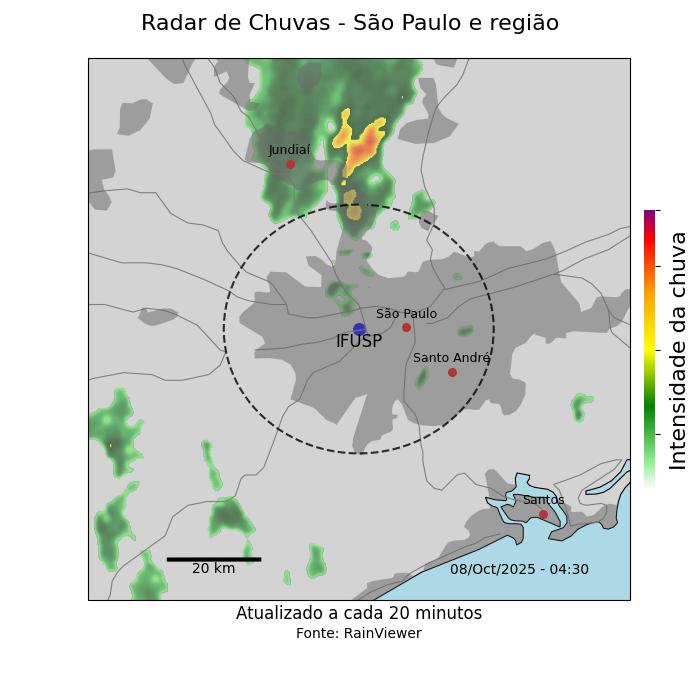 Radar de Chuvas - São Paulo e região
Jundiaí
São Paulo
IFUSP
Santo André
Santos
20 km
08/Oct/2025 - 04:30
Intensidade da chuva
Atualizado a cada 20 minutos
Fonte: RainViewer